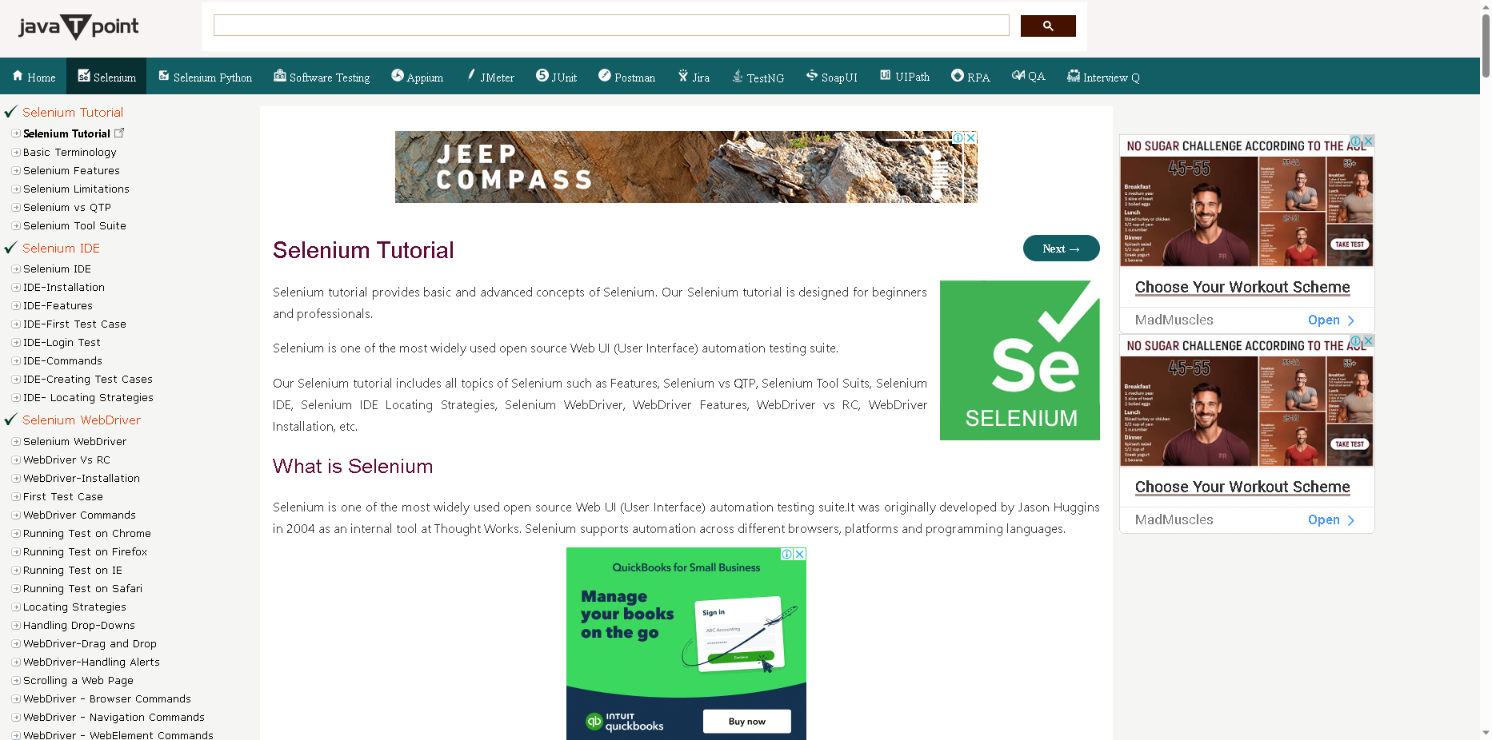 javaTpoint
Home
Selenium
Selenium Python
Software Testing
Appium
JMeter
JUnit
Postman
Jira
TestNG
SoapUI
UIPath
RPA
QA
Interview Q
Selenium Tutorial
Selenium Tutorial
Basic Terminology
Selenium Features
Selenium Limitations
Selenium vs QTP
Selenium Tool Suite
Selenium IDE
Selenium IDE
IDE-Installation
IDE-Features
IDE-First Test Case
IDE-Login Test
IDE-Commands
IDE-Creating Test Cases
IDE- Locating Strategies
Selenium WebDriver
Selenium WebDriver
WebDriver Vs RC
WebDriver-Installation
First Test Case
WebDriver Commands
Running Test on Chrome
Running Test on Firefox
Running Test on IE
Running Test on Safari
Locating Strategies
Handling Drop-Downs
WebDriver-Drag and Drop
WebDriver-Handling Alerts
Scrolling a Web Page
WebDriver - Browser Commands
WebDriver - Navigation Commands
WebDriver - WebElement Commands
JEEP
COMPASS
Selenium Tutorial
Next →
Selenium tutorial provides basic and advanced concepts of Selenium. Our Selenium tutorial is designed for beginners
and professionals.
Selenium is one of the most widely used open source Web UI (User Interface) automation testing suite.
Our Selenium tutorial includes all topics of Selenium such as Features, Selenium vs QTP, Selenium Tool Suits, Selenium
IDE, Selenium IDE Locating Strategies, Selenium WebDriver, WebDriver Features, WebDriver vs RC, WebDriver
Installation, etc.
Se
SELENIUM
What is Selenium
Selenium is one of the most widely used open source Web UI (User Interface) automation testing suite.It was originally developed by Jason Huggins
in 2004 as an internal tool at Thought Works. Selenium supports automation across different browsers, platforms and programming languages.
QuickBooks for Small Business
Manage
your books
on the go
Sign in
ABC Accounting
INTUIT
quickbooks
Buy now
NO SUGAR CHALLENGE ACCORDING TO THE AGE
45-55
55+
Breakfast
Lunch
Dinner
TAKE TEST
Choose Your Workout Scheme
MadMuscles
Open
NO SUGAR CHALLENGE ACCORDING TO THE AGE
45-55
55+
Breakfast
Lunch
Dinner
TAKE TEST
Choose Your Workout Scheme
MadMuscles
Open